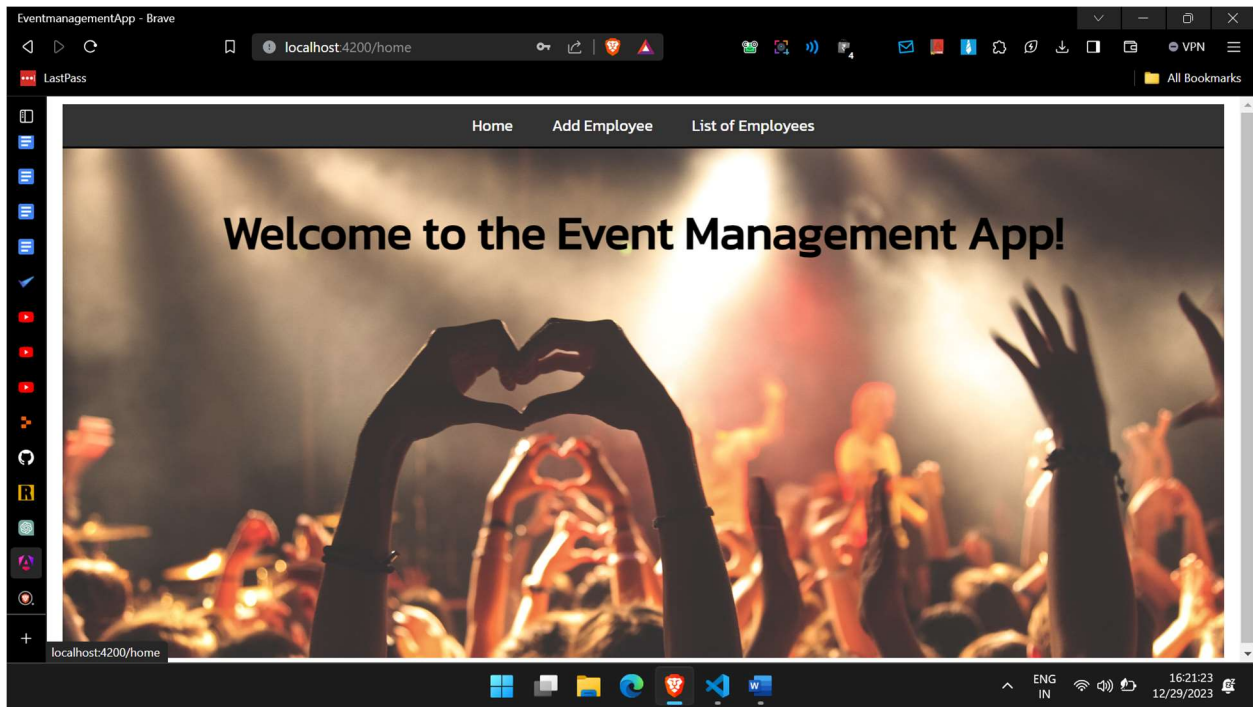 EventmanagementApp - Brave
localhost:4200/home
4
VPN
LastPass
All Bookmarks
Home Add Employee List of Employees
Welcome to the Event Management App!
localhost:4200/home
ENG
IN
16:21:23
12/29/2023